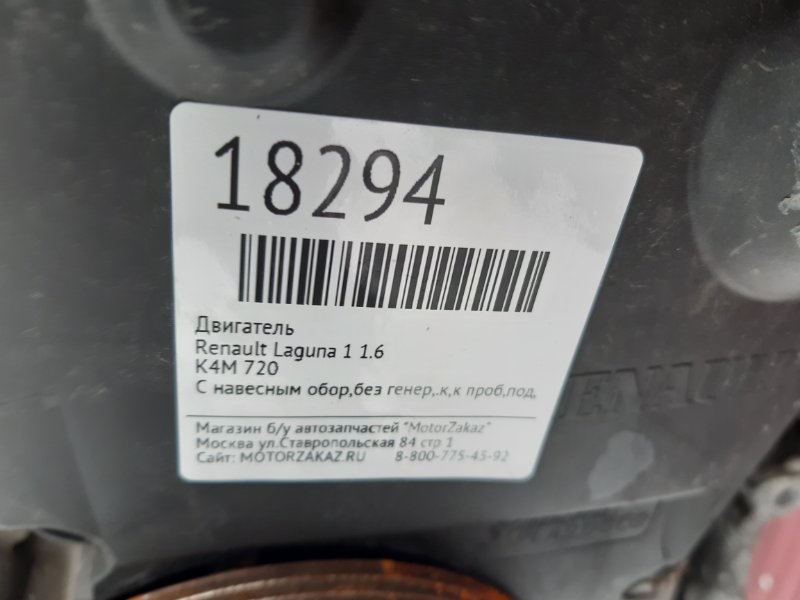 18294
Двигатель
Renault Laguna 1 1.6
K4M 720
С навесным обор,без генер,.к,к проб,под,
Магазин б/у автозапчастей "MotorZakaz"
Москва ул.Ставропольская 84 стр 1
Сайт: MOTORZAKAZ.RU 8-800-775-45-92